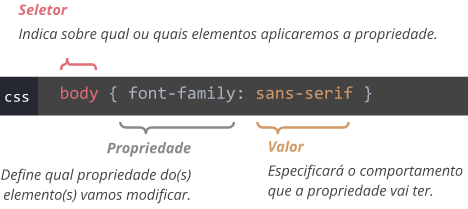 Seletor
Indica sobre qual ou quais elementos aplicaremos a propriedade.
css
body { font-family: sans-serif }
Propriedade
Define qual propriedade do(s)
elemento(s) vamos modificar.
Valor
Especificará o comportamento
que a propriedade vai ter.